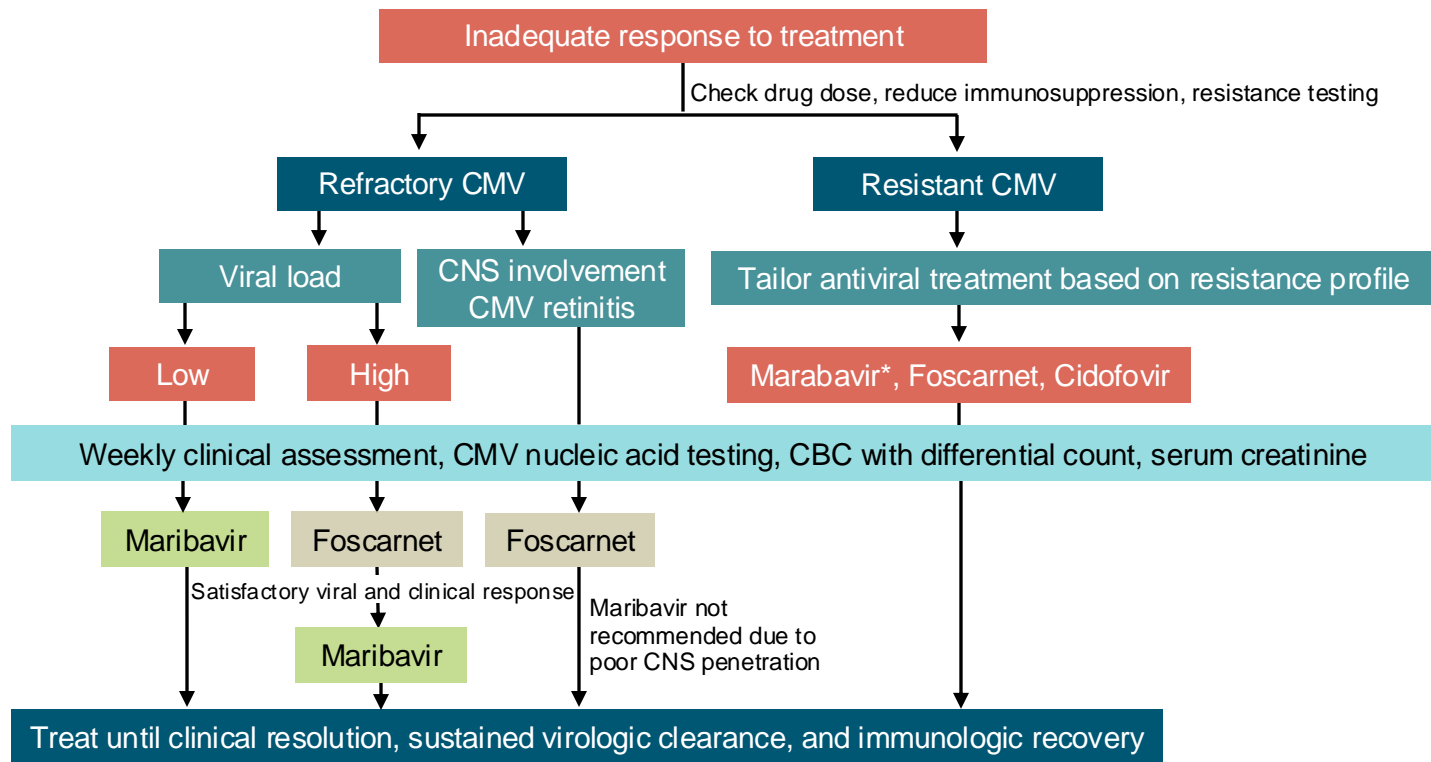 Inadequate response to treatment
Check drug dose, reduce immunosuppression, resistance testing
Refractory CMV
Resistant CMV
Viral load
CNS involvement
CMV retinitis
Tailor antiviral treatment based on resistance profile
Low
High
Marabavir*, Foscarnet, Cidofovir
Weekly clinical assessment, CMV nucleic acid testing, CBC with differential count, serum creatinine
Maribavir
Foscarnet
Foscarnet
Satisfactory viral and clinical response
Maribavir not
recommended due to
poor CNS penetration
Maribavir
Treat until clinical resolution, sustained virologic clearance, and immunologic recovery